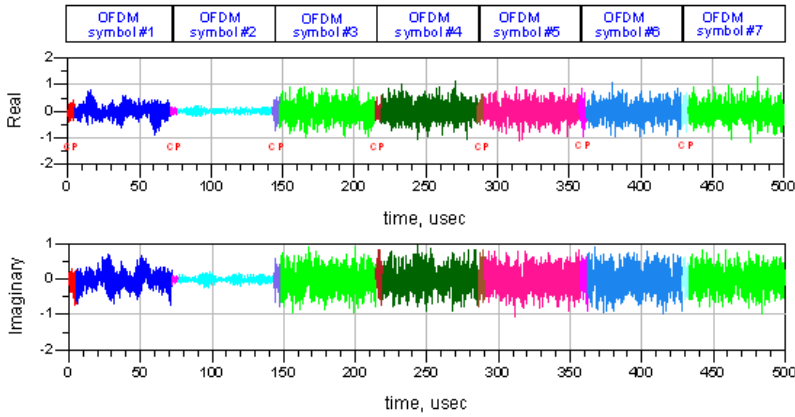 OFDM OFDM OFDM OFDM OFDM OFDM OFDM
symbol #1 symbol #2 symbol #3 symbol #4 symbol #5 symbol #6 symbol #7
2
1
0
-1
-2
Real
CP CP CP CP CP CP CP
0 50 100 150 200 250 300 350 400 450 500
time, usec
1
0
-1
-2
Imaginary
0 50 100 150 200 250 300 350 400 450 500
time, usec